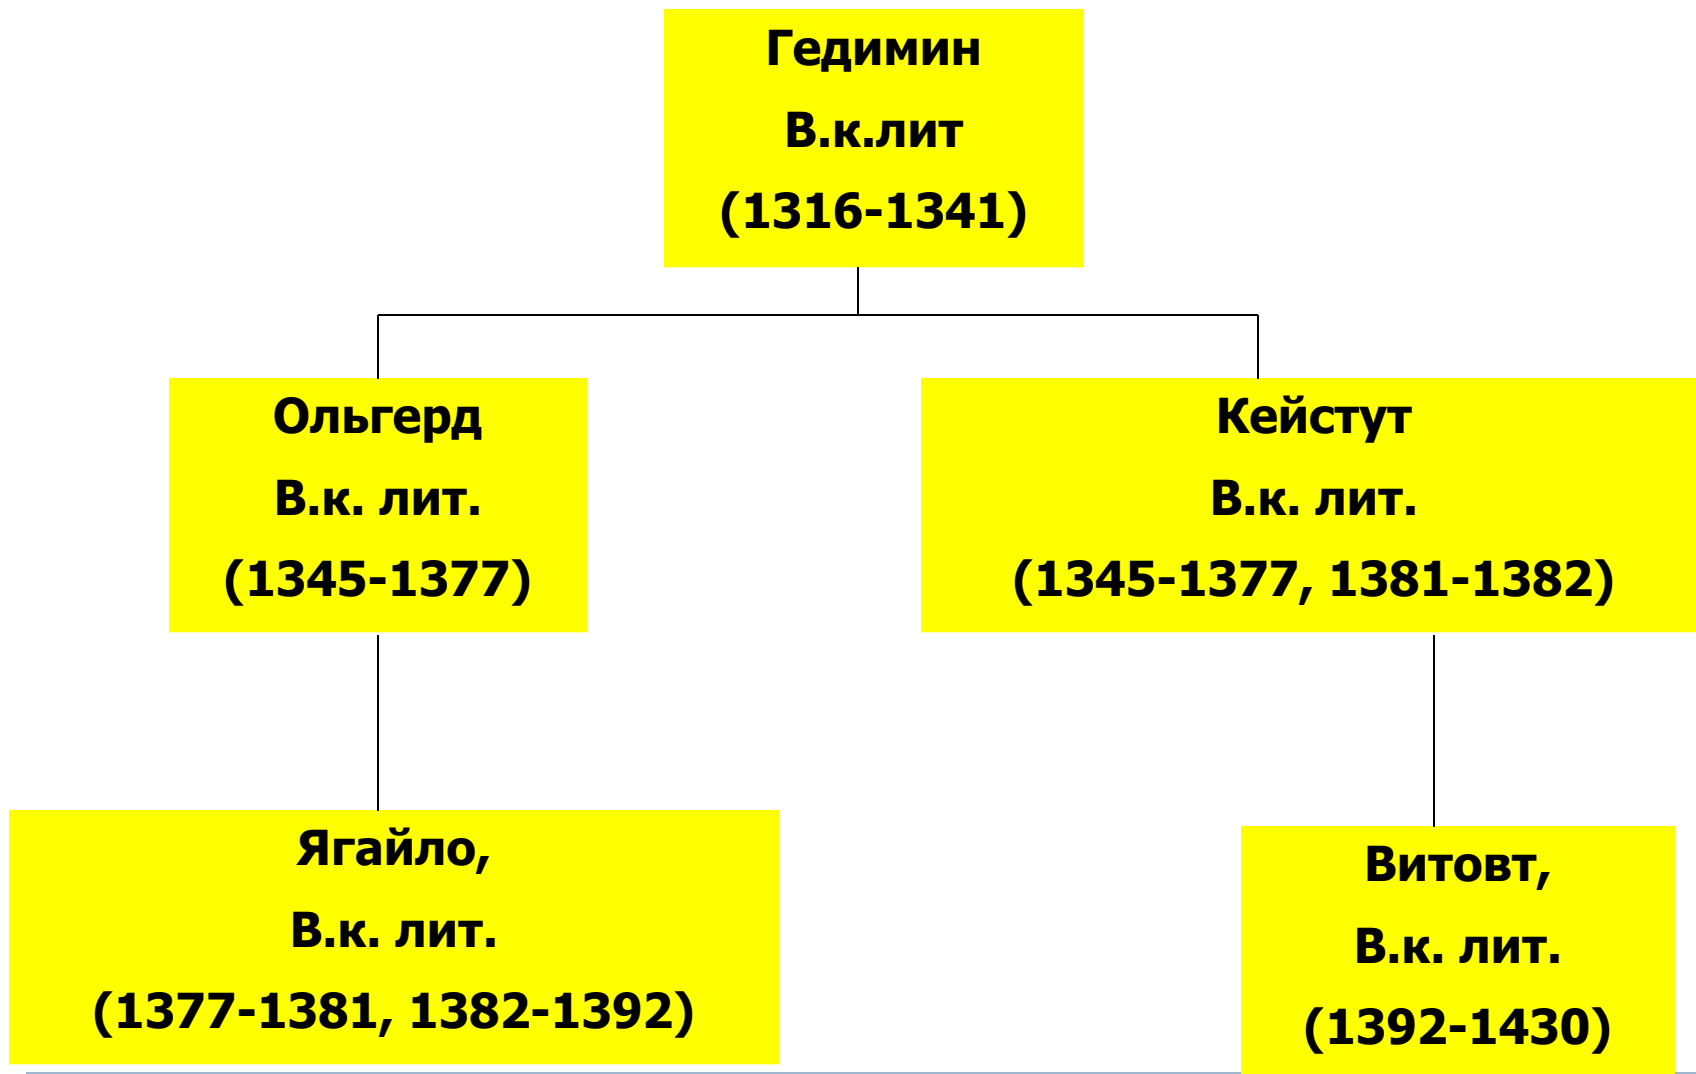 Гедимин
В.к.лит
(1316-1341)
Ольгерд
В.к. лит.
(1345-1377)
Кейстут
В.к. лит.
(1345-1377, 1381-1382)
Ягайло,
В.к. лит.
(1377-1381, 1382-1392)
Витовт,
В.к. лит.
(1392-1430)